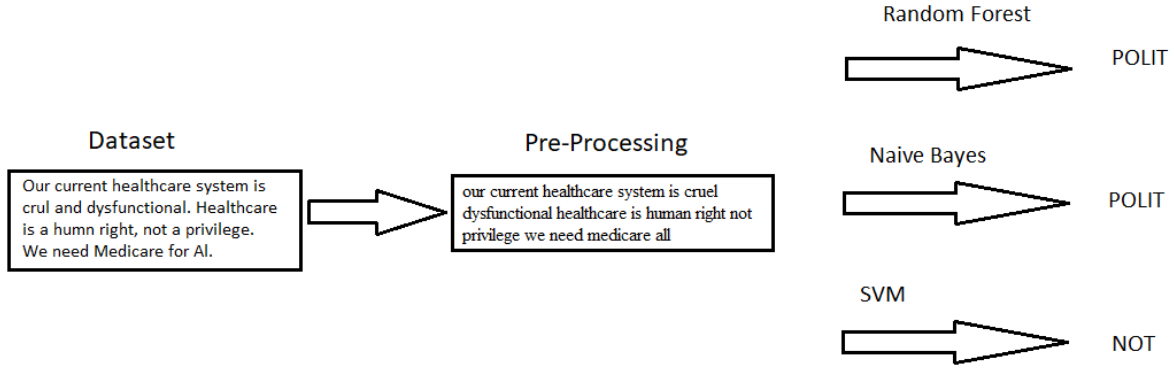 Dataset
Our current healthcare system is
crul and dysfunctional. Healthcare
is a humn right, not a privilege.
We need Medicare for Al.
Pre-Processing
our current healthcare system is cruel
dysfunctional healthcare is human right not
privilege we need medicare all
Random Forest
POLIT
Naive Bayes
POLIT
SVM
NOT